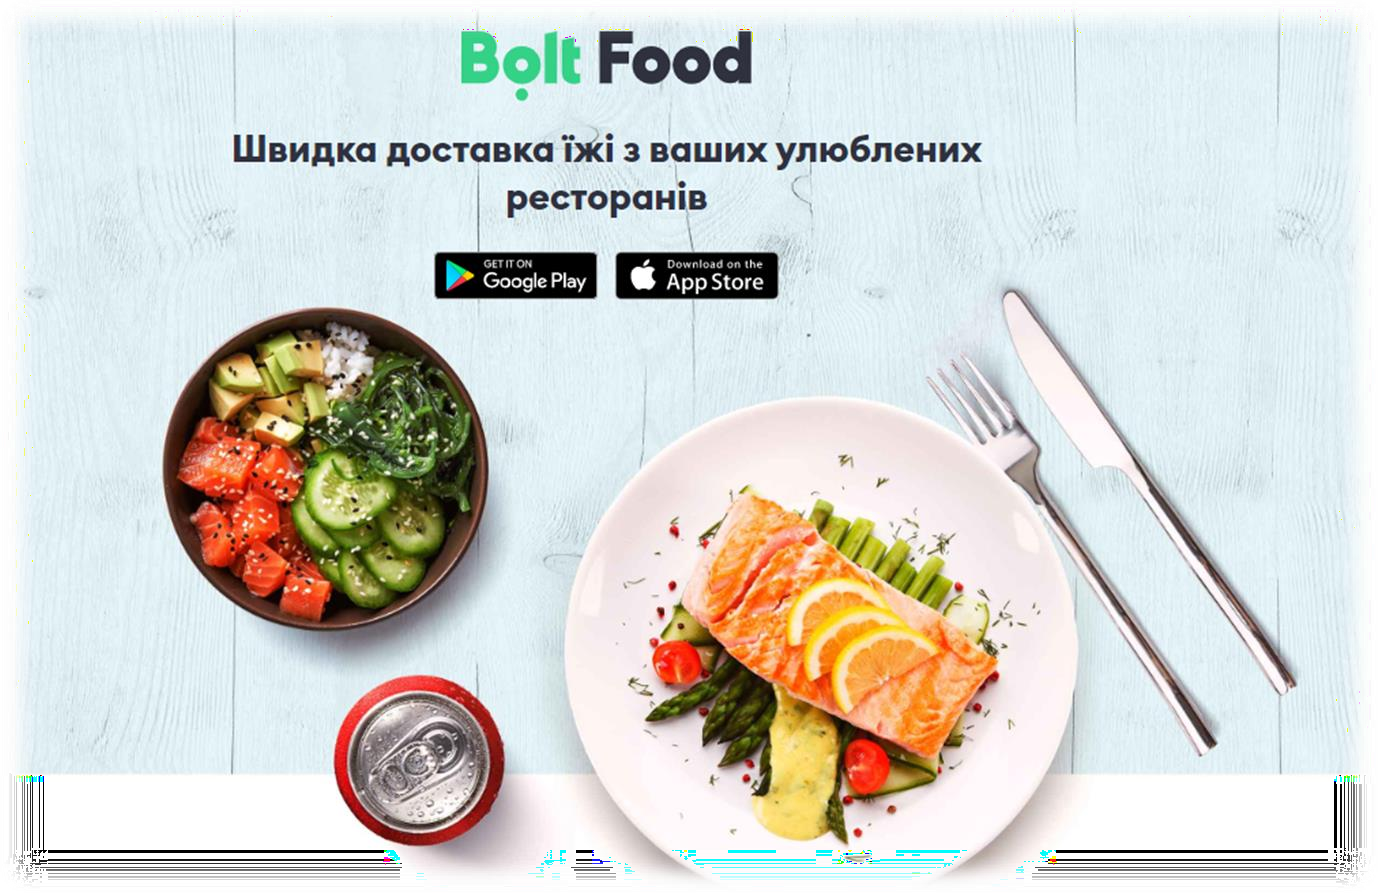 Bolt Food
Швидка доставка їжі з ваших улюблених
ресторанів
GET IT ON
Google Play
Download on the
App Store